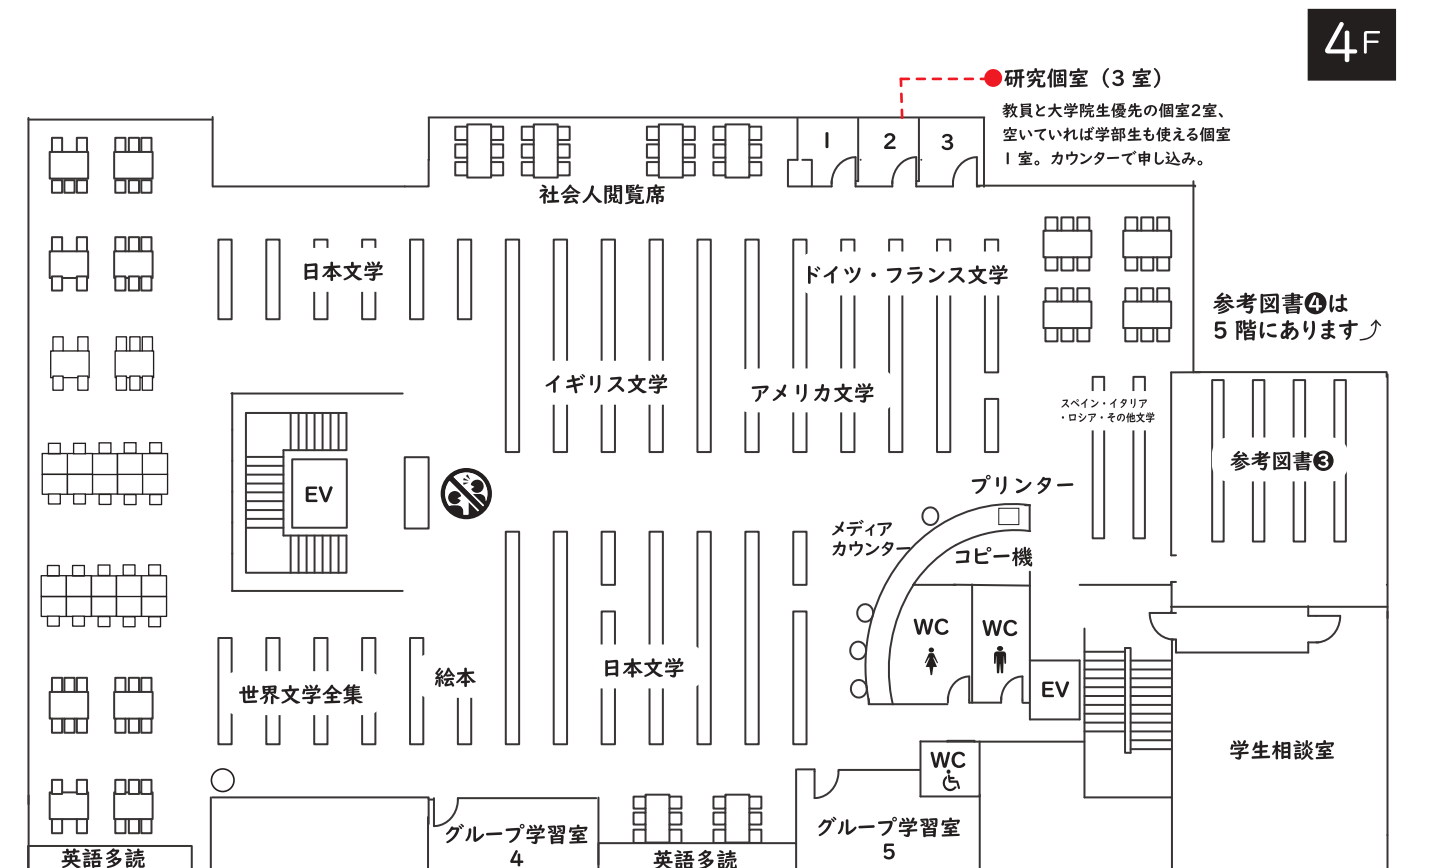 4F
研究個室（3 室）
教員と大学院生優先の個室2室、
空いていれば学部生も使える個室
1 室。カウンターで申し込み。
1
2
3
社会人閲覧席
日本文学
ドイツ・フランス文学
参考図書❹は
5 階にあります⤴
イギリス文学
アメリカ文学
スペイン・イタリア
・ロシア・その他文学
参考図書❸
EV
プリンター
メディア
カウンター
コピー機
WC
WC
世界文学全集
絵本
日本文学
EV
学生相談室
WC
グループ学習室
4
グループ学習室
5
英語多読
英語多読